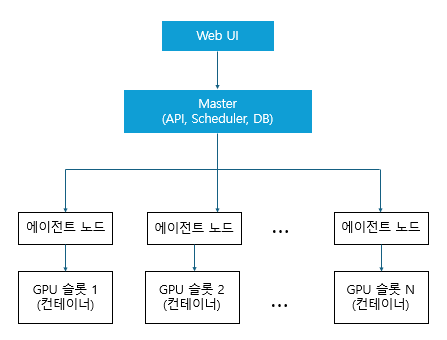 Web UI
Master
(API, Scheduler, DB)
에이전트 노드
에이전트 노드
...
에이전트 노드
GPU 슬롯 1
(컨테이너)
GPU 슬롯 2
(컨테이너)
...
GPU 슬롯 N
(컨테이너)